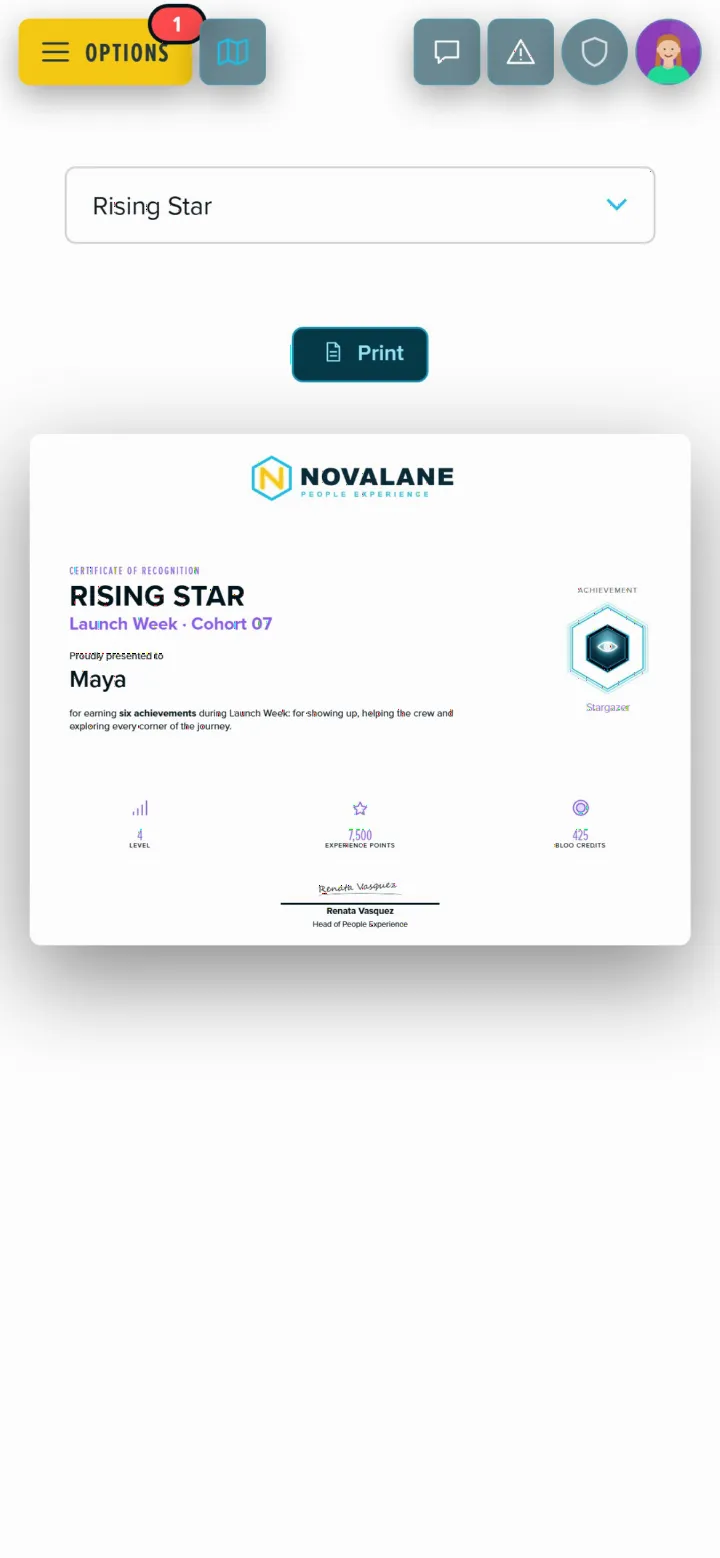 OPTIONS
1
Rising Star
Print
NOVALANE
PEOPLE EXPERIENCE
CERTIFICATE OF RECOGNITION
RISING STAR
Launch Week · Cohort 07
Proudly presented to
Maya
for earning six achievements during Launch Week: for showing up, helping the crew and
exploring every corner of the journey.
ACHIEVEMENT
Stargazer
4
LEVEL
7,500
EXPERIENCE POINTS
425
BLOO CREDITS
Renata Vasquez
Renata Vasquez
Head of People Experience